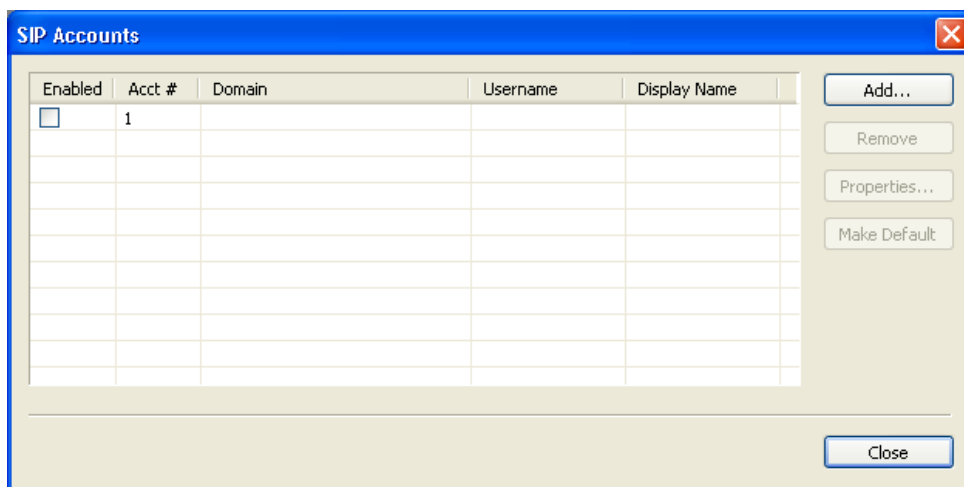 SIP Accounts
Enabled Acct # Domain Username Display Name
1
Add...
Remove
Properties...
Make Default
Close